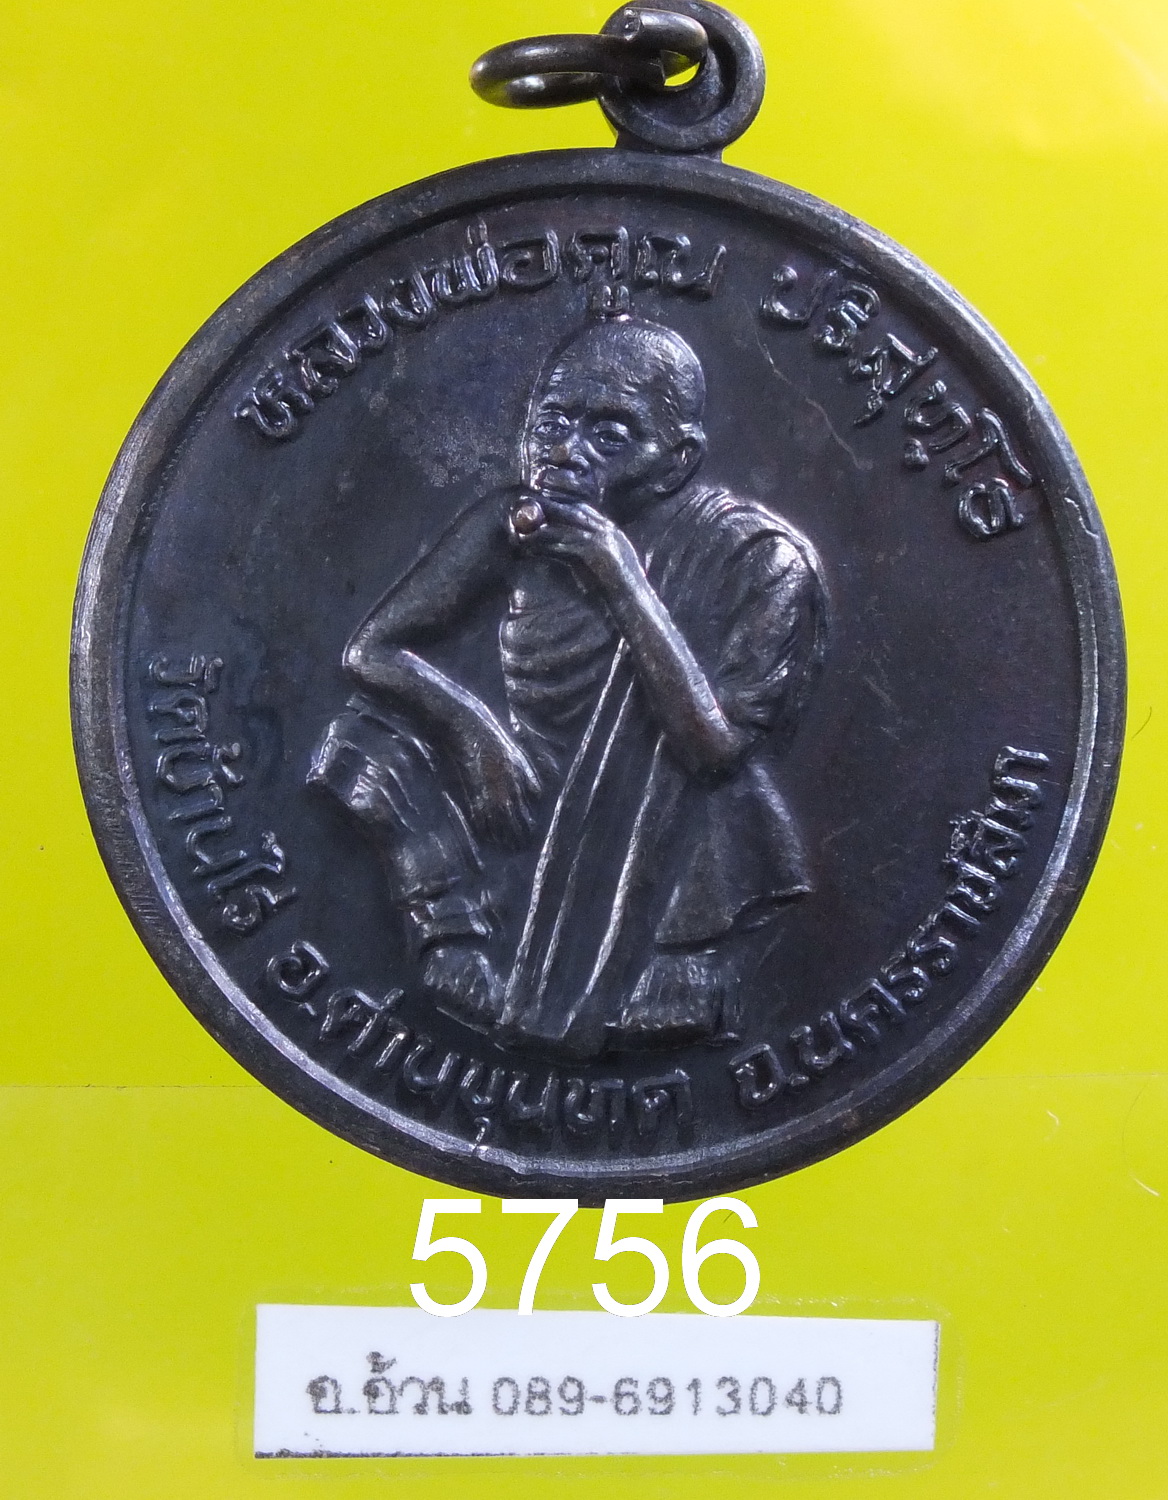 หลวงพ่อคูณ ปริสุทฺโธ
วัดบ้านไร่ อ.ด่านขุนทด จ.นครราชสีมา
5756
อ.อ้วน 089-6913040